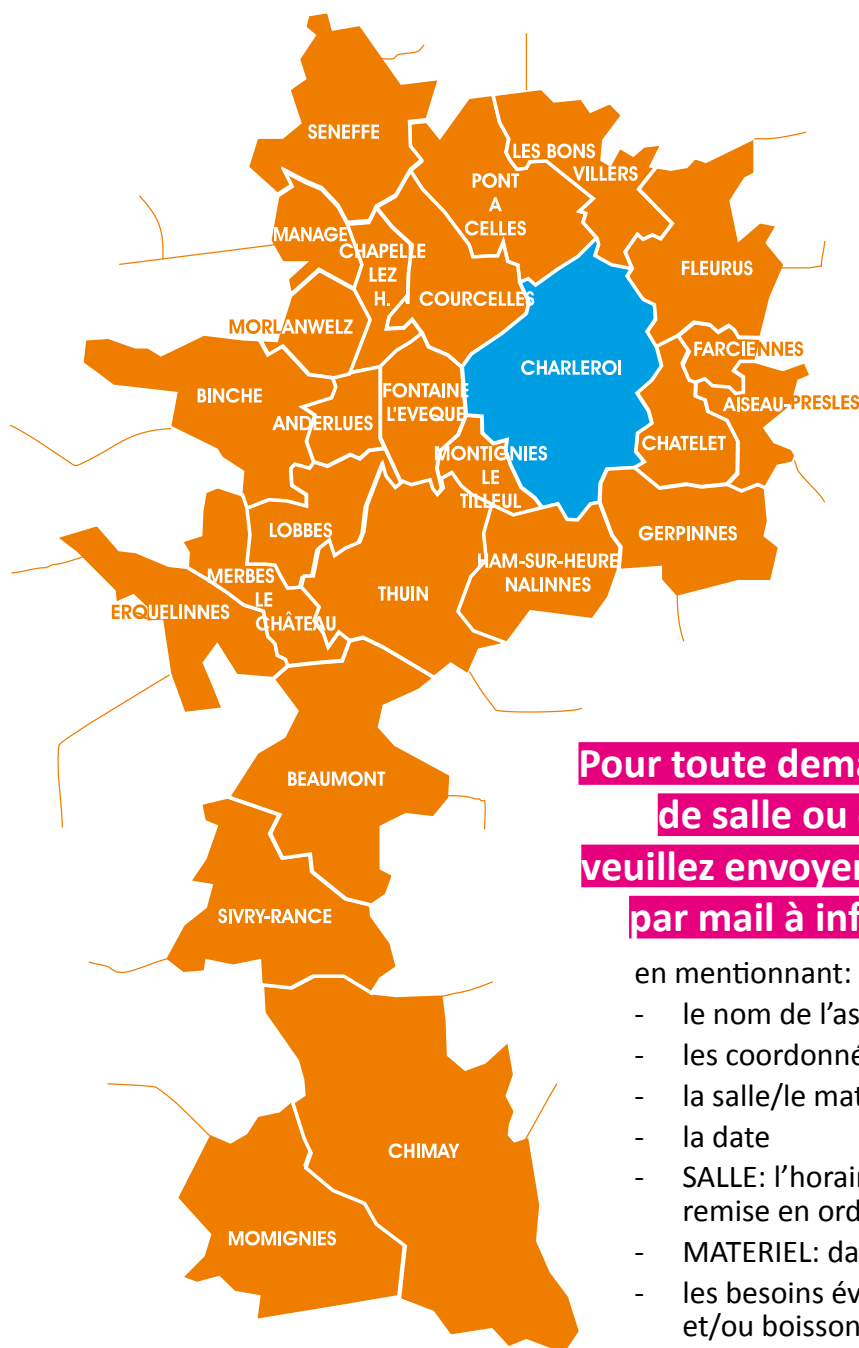 SENEFFE
LES BONS
VILLERS
PONT
A
CELLES
MANAGE
CHAPELLE
LEZ
H.
FLEURUS
COURCELLES
MORLANWELZ
FARCIENNES
CHARLEROI
BINCHE
FONTAINE
L'EVEQUE
AISEAU-PRESLES
ANDERLUES
CHATELET
MONTIGNIES
LE
TILLEUL
LOBBES
GERPINNES
HAM-SUR-HEURE
NALINNES
MERBES
LE
CHÂTEAU
THUIN
ERQUELINNES
BEAUMONT
SIVRY-RANCE
CHIMAY
MOMIGNIES
Pour toute dema
de salle ou
veuillez envoyer
par mail à inf
en mentionnant:
- le nom de l'as
- les coordonné
- la salle/le mat
- la date
- SALLE: l'horair
remise en ord
- MATERIEL: da
- les besoins év
et/ou boisson